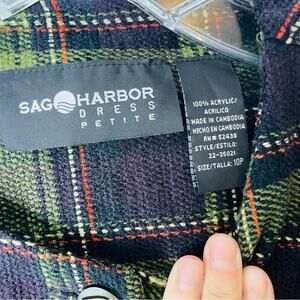 SAG HARBOR
DRESS
PETITE
100% ACRYLIC/
ACRILICO
MADE IN CAMBODIA
HECHO EN CAMBODIA
RN# 52438
STYLE/ESTILO:
22-35021
SIZE/TALLA: 10P